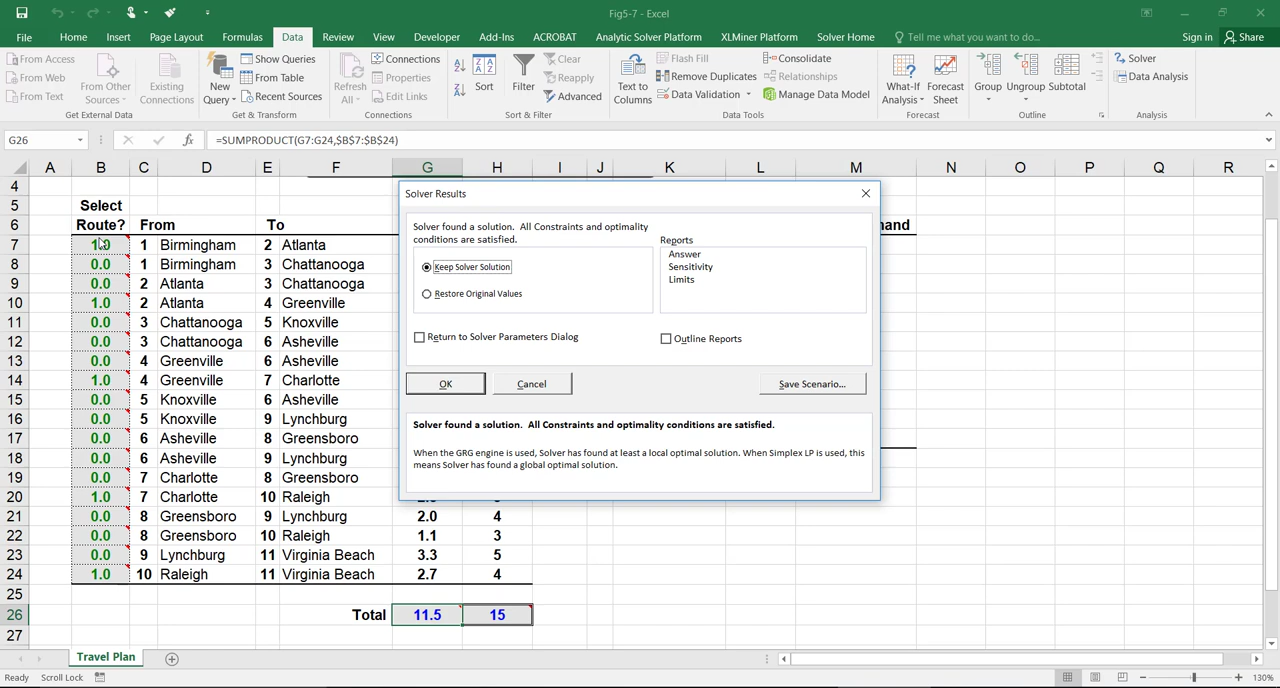 Fig5-7 - Excel
File Home Insert Page Layout Formulas Data Review View Developer Add-Ins ACROBAT Analytic Solver Platform XLMiner Platform Solver Home Tell me what you want to do... Sign in Share
From Access
From Web
From Text
From Other Sources
Existing Connections
Get External Data
New Query
Show Queries
From Table
Recent Sources
Get & Transform
Refresh All
Connections
Properties
Edit Links
Connections
Sort
Filter
Clear
Reapply
Advanced
Sort & Filter
Text to Columns
Flash Fill
Remove Duplicates
Data Validation
Consolidate
Relationships
Manage Data Model
Data Tools
What-If Analysis
Forecast Sheet
Forecast
Group
Ungroup
Subtotal
Outline
Solver
Data Analysis
Analysis
G26 fx =SUMPRODUCT(G7:G24,$B$7:$B$24)
A B C D E F G H I J K L M N O P Q R
4
5 Select
6 Route? From To and
7 1.0 1 Birmingham 2 Atlanta
8 0.0 1 Birmingham 3 Chattanooga
9 0.0 2 Atlanta 3 Chattanooga
10 1.0 2 Atlanta 4 Greenville
11 0.0 3 Chattanooga 5 Knoxville
12 0.0 3 Chattanooga 6 Asheville
13 0.0 4 Greenville 6 Asheville
14 1.0 4 Greenville 7 Charlotte
15 0.0 5 Knoxville 6 Asheville
16 0.0 5 Knoxville 9 Lynchburg
17 0.0 6 Asheville 8 Greensboro
18 0.0 6 Asheville 9 Lynchburg
19 0.0 7 Charlotte 8 Greensboro
20 1.0 7 Charlotte 10 Raleigh
21 0.0 8 Greensboro 9 Lynchburg 2.0 4
22 0.0 8 Greensboro 10 Raleigh 1.1 3
23 0.0 9 Lynchburg 11 Virginia Beach 3.3 5
24 1.0 10 Raleigh 11 Virginia Beach 2.7 4
25
26 Total 11.5 15
27
Solver Results
Solver found a solution. All Constraints and optimality
conditions are satisfied.
Keep Solver Solution
Restore Original Values
Reports
Answer
Sensitivity
Limits
Return to Solver Parameters Dialog
Outline Reports
OK Cancel Save Scenario...
Solver found a solution. All Constraints and optimality conditions are satisfied.
When the GRG engine is used, Solver has found at least a local optimal solution. When Simplex LP is used, this
means Solver has found a global optimal solution.
Travel Plan
Ready Scroll Lock 130%